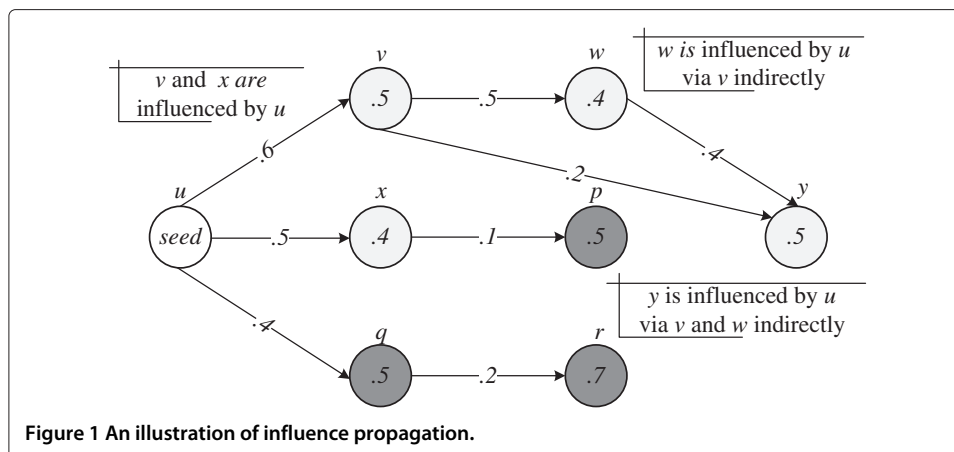 v
w
w is influenced by u
via v indirectly
v and x are
influenced by u
.5
.5
.4
.6
.4
.2
u
x
p
y
seed
.5
.4
.1
.5
.5
y is influenced by u
via v and w indirectly
.4
q
r
.5
.2
.7
Figure 1 An illustration of influence propagation.